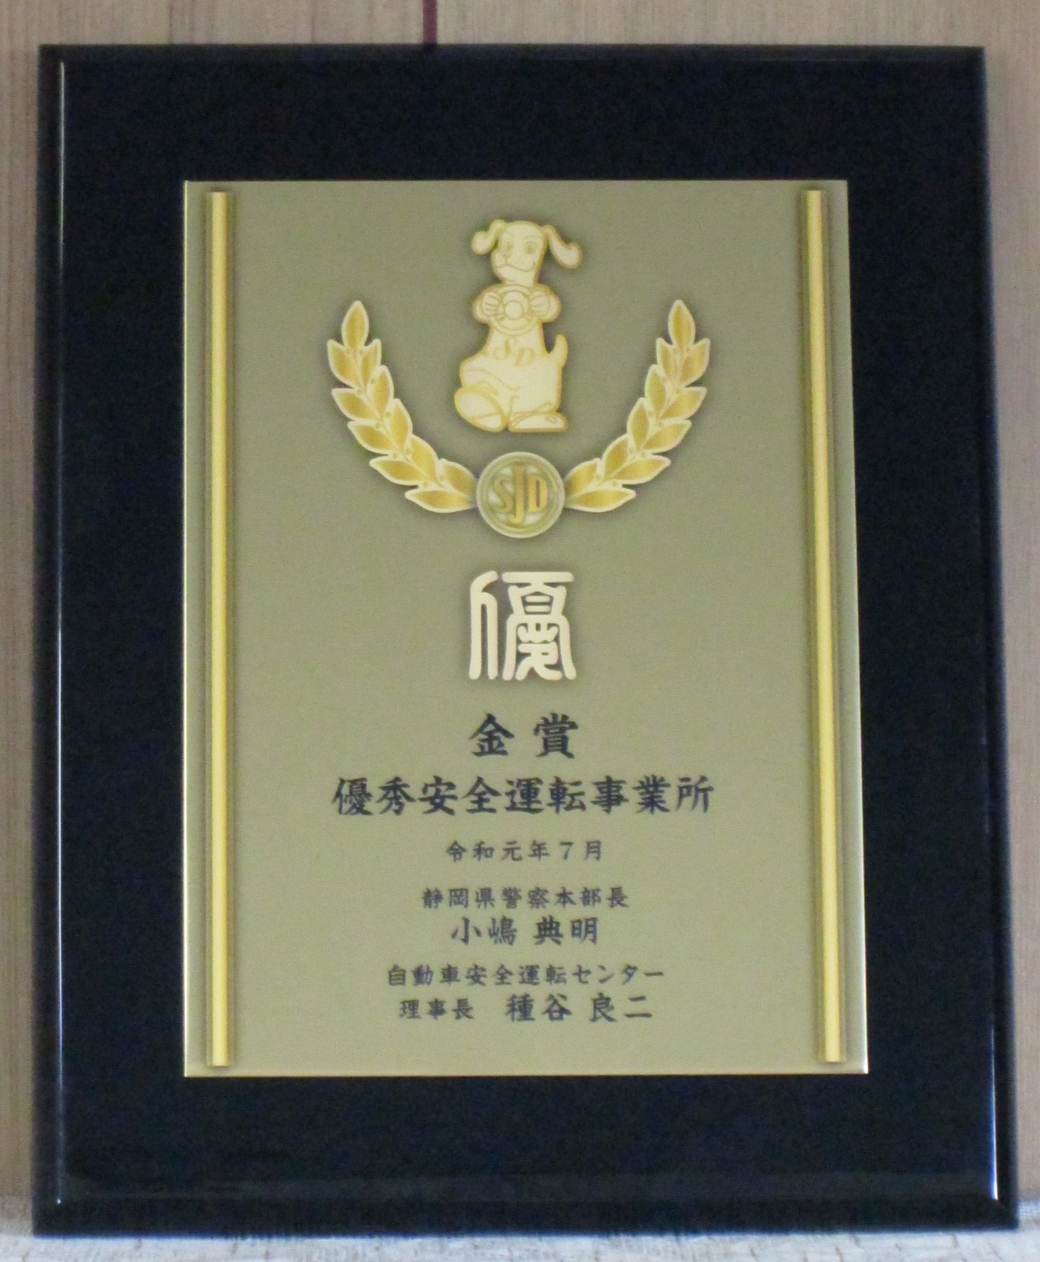 SD
SJD
優
金賞
優秀安全運転事業所
令和元年7月
静岡県警察本部長
小嶋 典明
自動車安全運転センター
理事長 種谷 良二